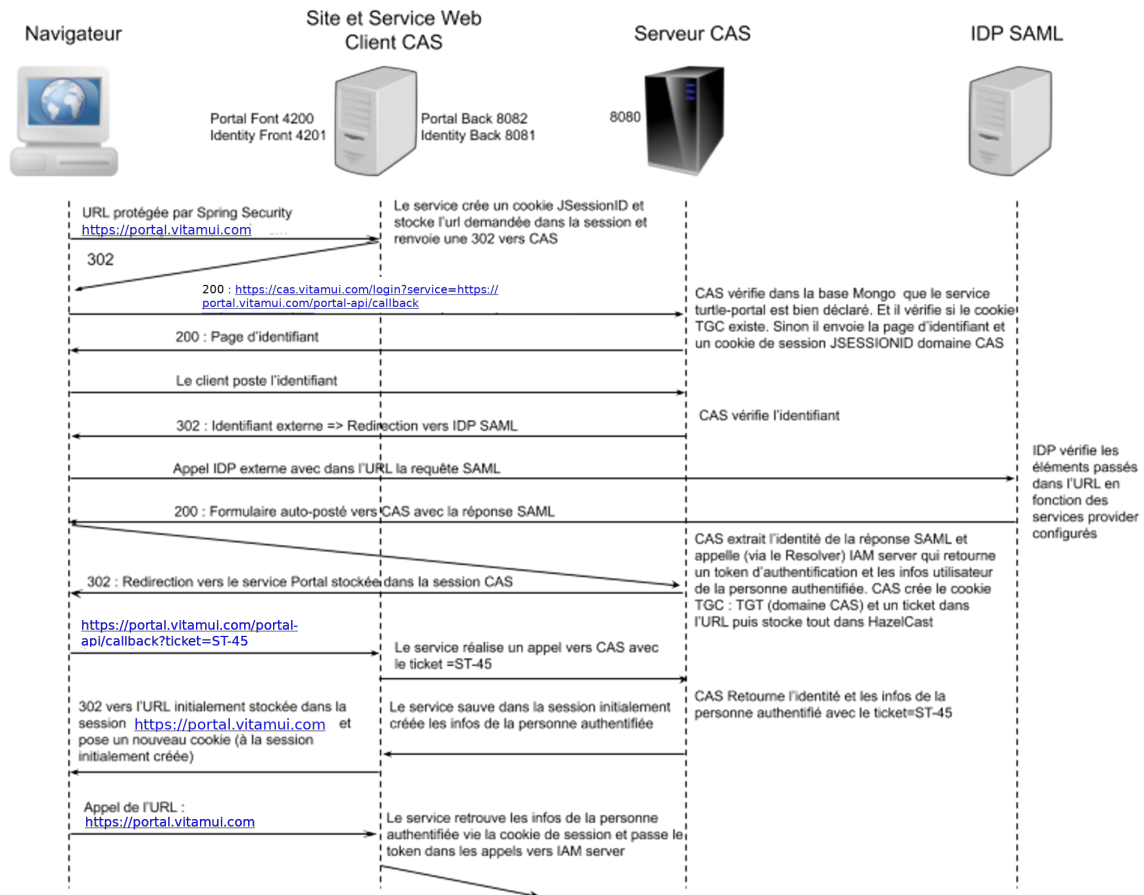 Navigateur
Site et Service Web
Client CAS
Serveur CAS
IDP SAML
Portal Font 4200
Identity Front 4201
Portal Back 8082
Identity Back 8081
8080
URL protégée par Spring Security
https://portal.vitamui.com
Le service crée un cookie JSessionID et
stocke l'url demandée dans la session et
renvoie une 302 vers CAS
302
200 : https://cas.vitamui.com/login?service=https://
portal.vitamui.com/portal-api/callback
CAS vérifie dans la base Mongo que le service
turtle-portal est bien déclaré. Et il vérifie si le cookie
TGC existe. Sinon il envoie la page d'identifiant et
un cookie de session JSESSIONID domaine CAS
200 : Page d'identifiant
Le client poste l'identifiant
CAS vérifie l'identifiant
302 : Identifiant externe => Redirection vers IDP SAML
Appel IDP externe avec dans l'URL la requête SAML
IDP vérifie les
éléments passés
dans l'URL en
fonction des
services provider
configurés
200 : Formulaire auto-posté vers CAS avec la réponse SAML
CAS extrait l'identité de la réponse SAML et
appelle (via le Resolver) IAM server qui retourne
un token d'authentification et les infos utilisateur
de la personne authentifiée. CAS crée le cookie
TGC : TGT (domaine CAS) et un ticket dans
l'URL puis stocke tout dans HazelCast
302 : Redirection vers le service Portal stockée dans la session CAS
https://portal.vitamui.com/portal-
api/callback?ticket=ST-45
Le service réalise un appel vers CAS avec
le ticket =ST-45
CAS Retourne l'identité et les infos de la
personne authentifié avec le ticket=ST-45
Le service sauve dans la session initialement
créée les infos de la personne authentifiée
302 vers l'URL initialement stockée dans la
session https://portal.vitamui.com et
pose un nouveau cookie (à la session
initialement créée)
Appel de l'URL :
https://portal.vitamui.com
Le service retrouve les infos de la personne
authentifiée vie la cookie de session et passe le
token dans les appels vers IAM server